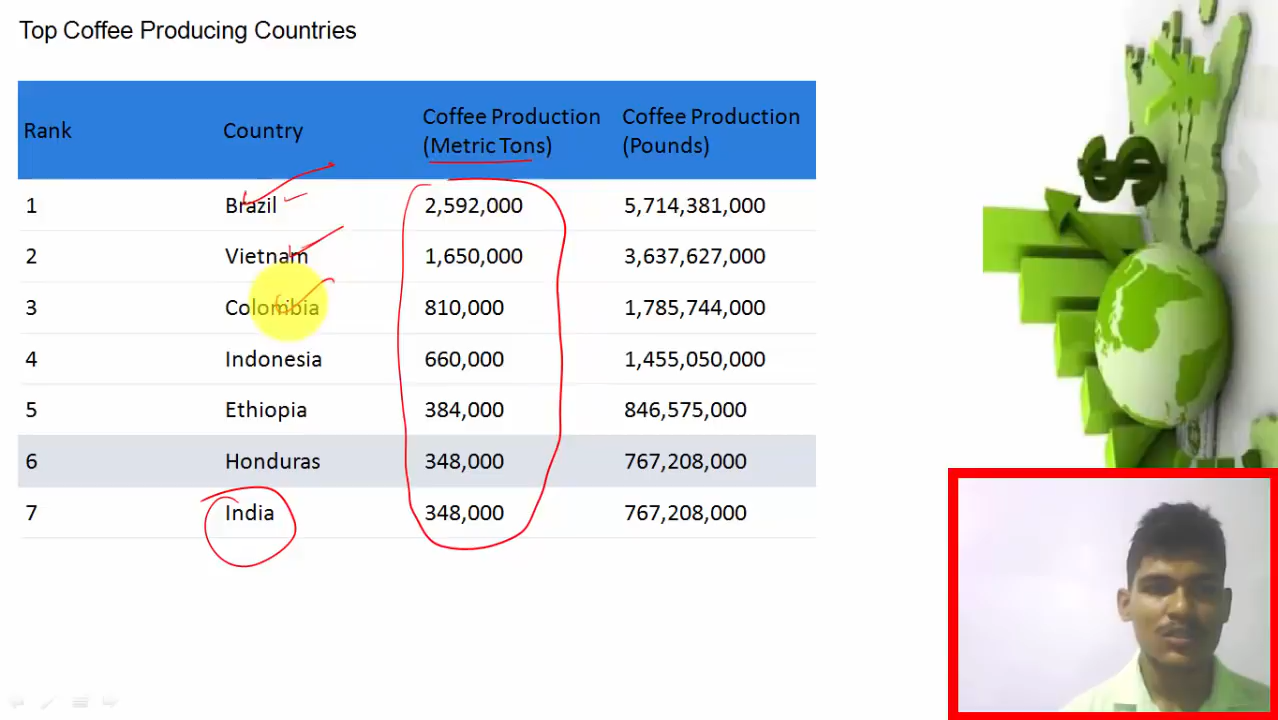 Top Coffee Producing Countries
Rank Country Coffee Production (Metric Tons) Coffee Production (Pounds)
1 Brazil 2,592,000 5,714,381,000
2 Vietnam 1,650,000 3,637,627,000
3 Colombia 810,000 1,785,744,000
4 Indonesia 660,000 1,455,050,000
5 Ethiopia 384,000 846,575,000
6 Honduras 348,000 767,208,000
7 India 348,000 767,208,000
$
¥